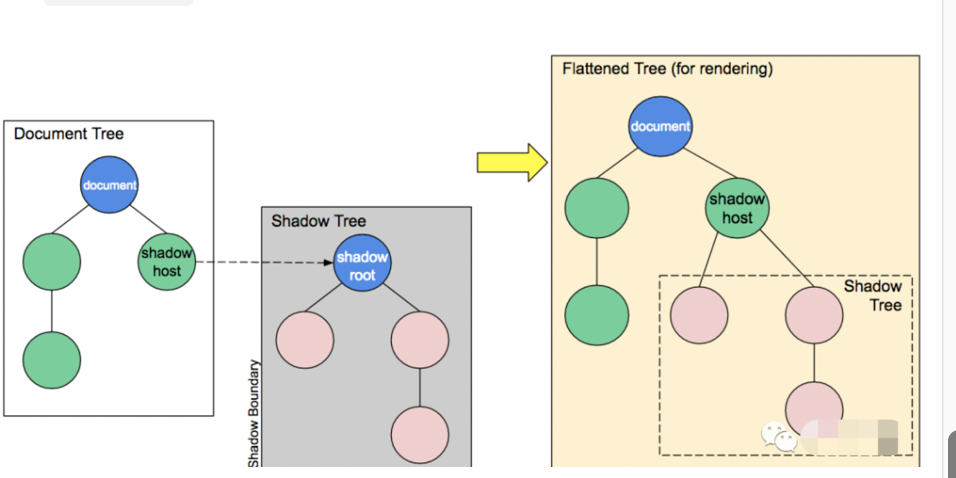 Document Tree
document
shadow
host
Shadow Tree
shadow
root
Shadow Boundary
Flattened Tree (for rendering)
document
shadow
host
Shadow
Tree